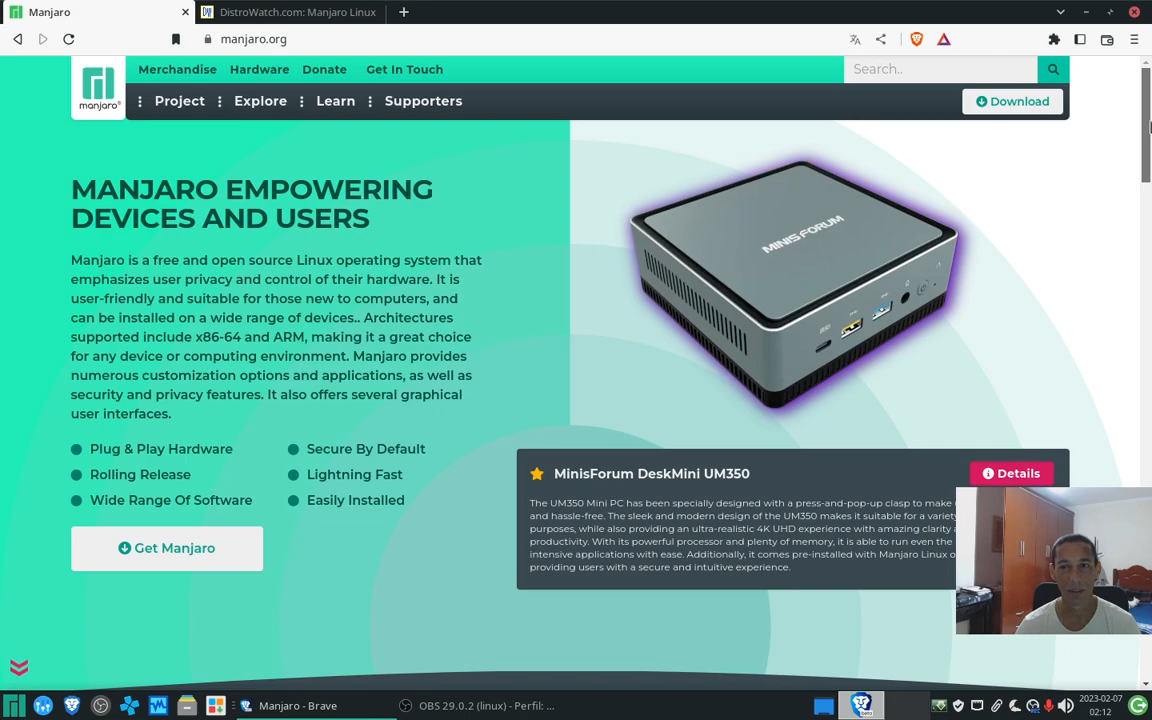 Manjaro
DistroWatch.com: Manjaro Linux
manjaro.org
Merchandise Hardware Donate Get In Touch
Search..
manjaro
Project Explore Learn Supporters
Download
MANJARO EMPOWERING
DEVICES AND USERS
Manjaro is a free and open source Linux operating system that
emphasizes user privacy and control of their hardware. It is
user-friendly and suitable for those new to computers, and
can be installed on a wide range of devices.. Architectures
supported include x86-64 and ARM, making it a great choice
for any device or computing environment. Manjaro provides
numerous customization options and applications, as well as
security and privacy features. It also offers several graphical
user interfaces.
Plug & Play Hardware
Secure By Default
Rolling Release
Lightning Fast
Wide Range Of Software
Easily Installed
Get Manjaro
MINIS FORUM
MinisForum DeskMini UM350
Details
The UM350 Mini PC has been specially designed with a press-and-pop-up clasp to make
and hassle-free. The sleek and modern design of the UM350 makes it suitable for a variet
purposes, while also providing an ultra-realistic 4K UHD experience with amazing clarity
productivity. With its powerful processor and plenty of memory, it is able to run even the
intensive applications with ease. Additionally, it comes pre-installed with Manjaro Linux o
providing users with a secure and intuitive experience.
Manjaro - Brave
OBS 29.0.2 (linux) - Perfil: ...
2023-02-07
02:12